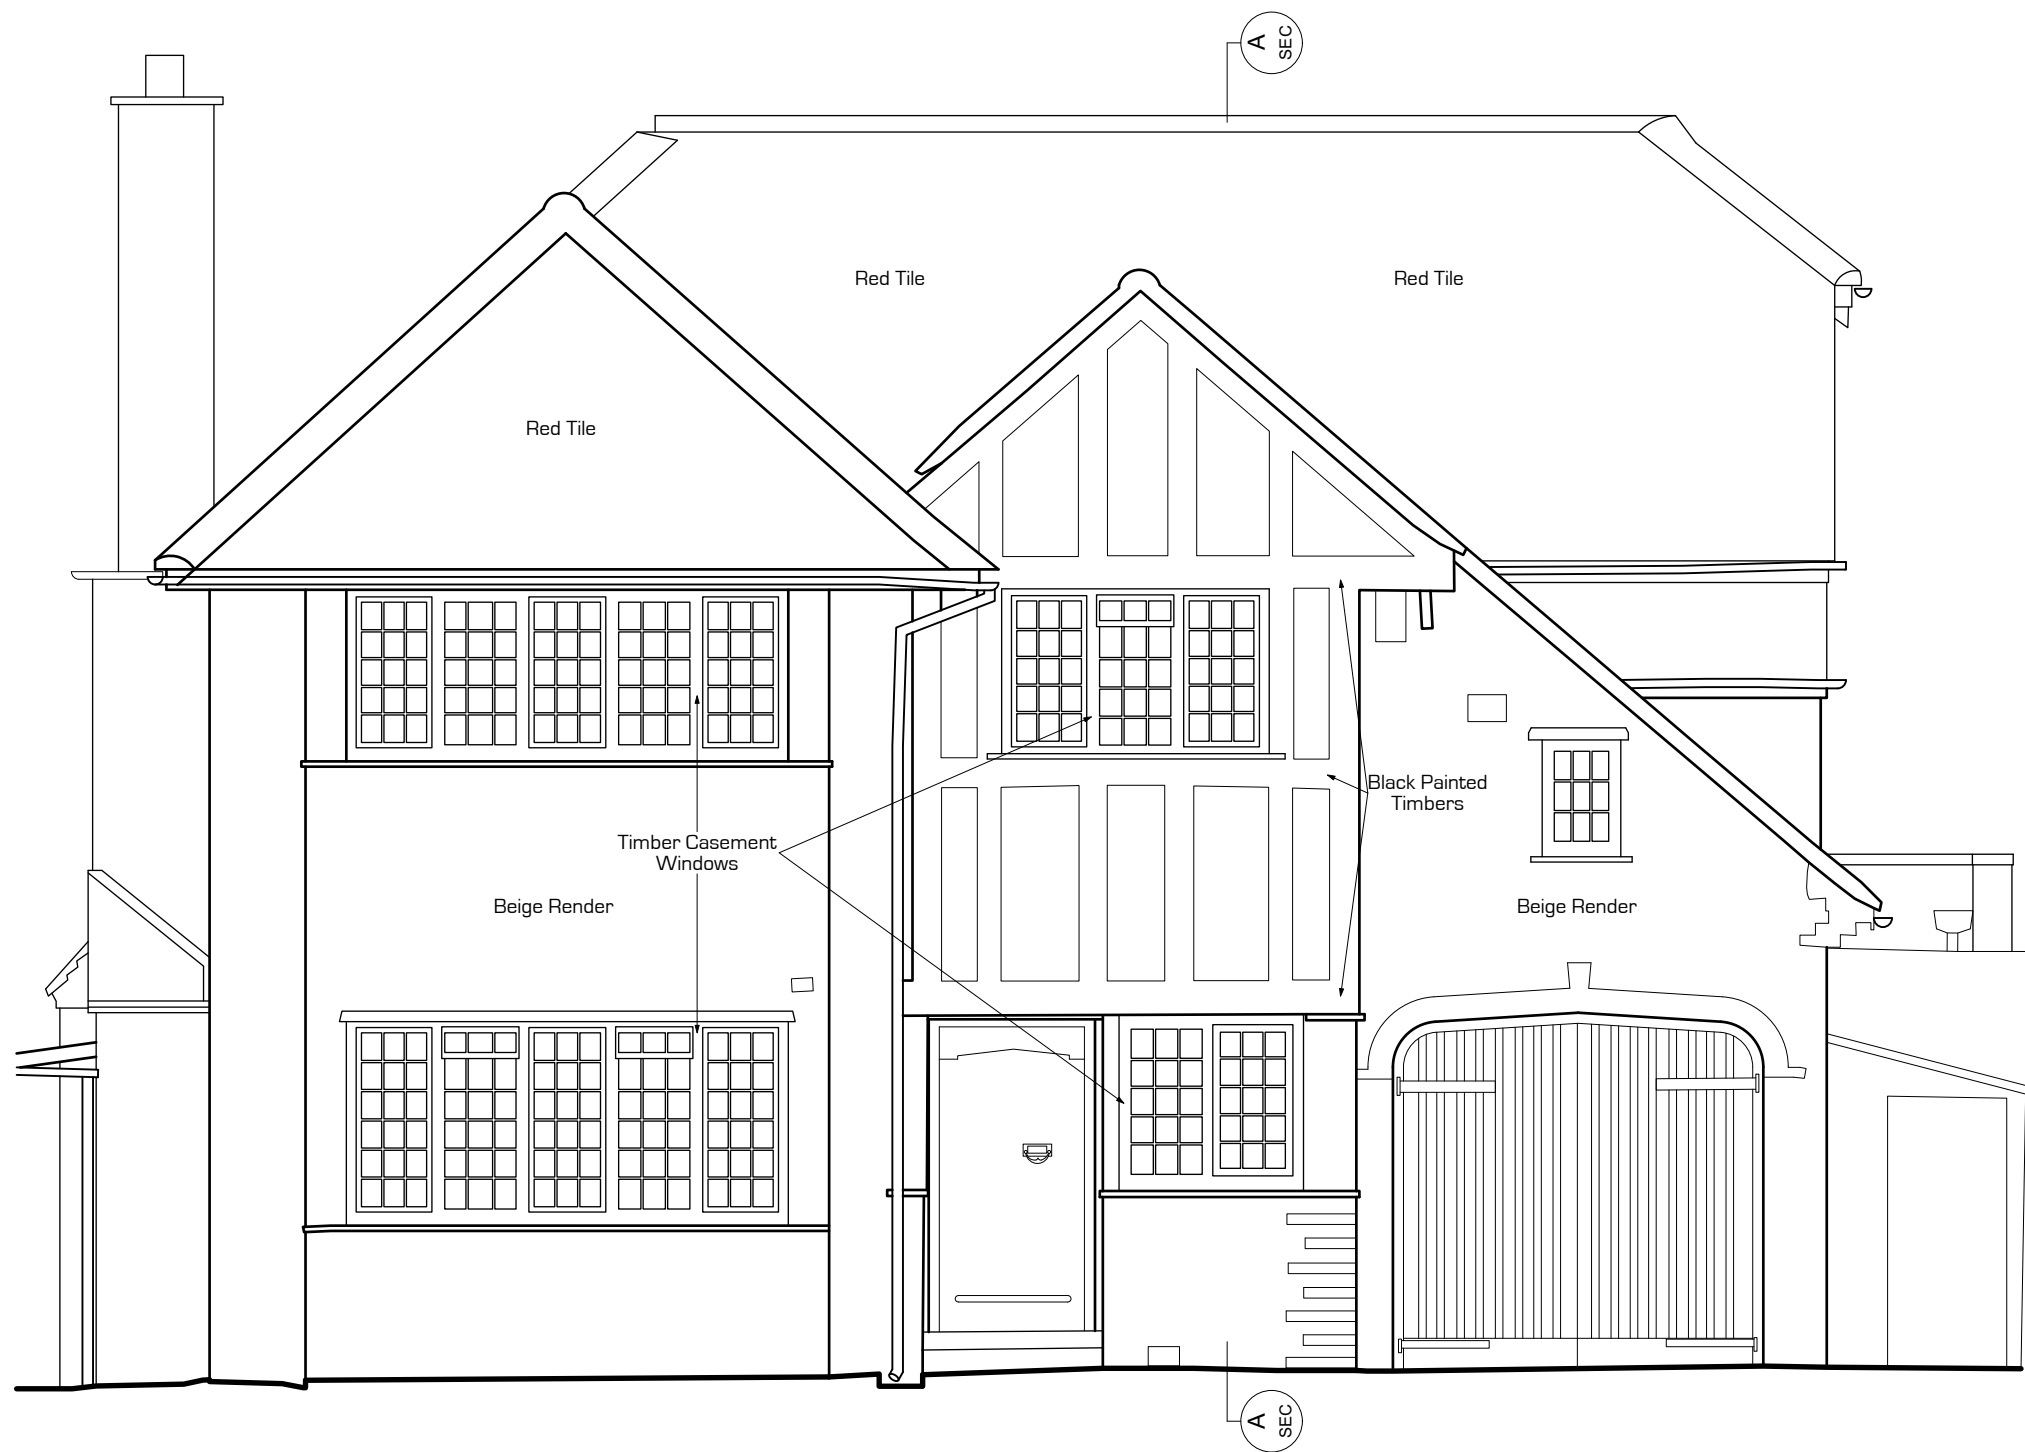 A
SEC
Red Tile
Red Tile
Red Tile
Black Painted
Timbers
Timber Casement
Windows
Beige Render
Beige Render
A
SEC